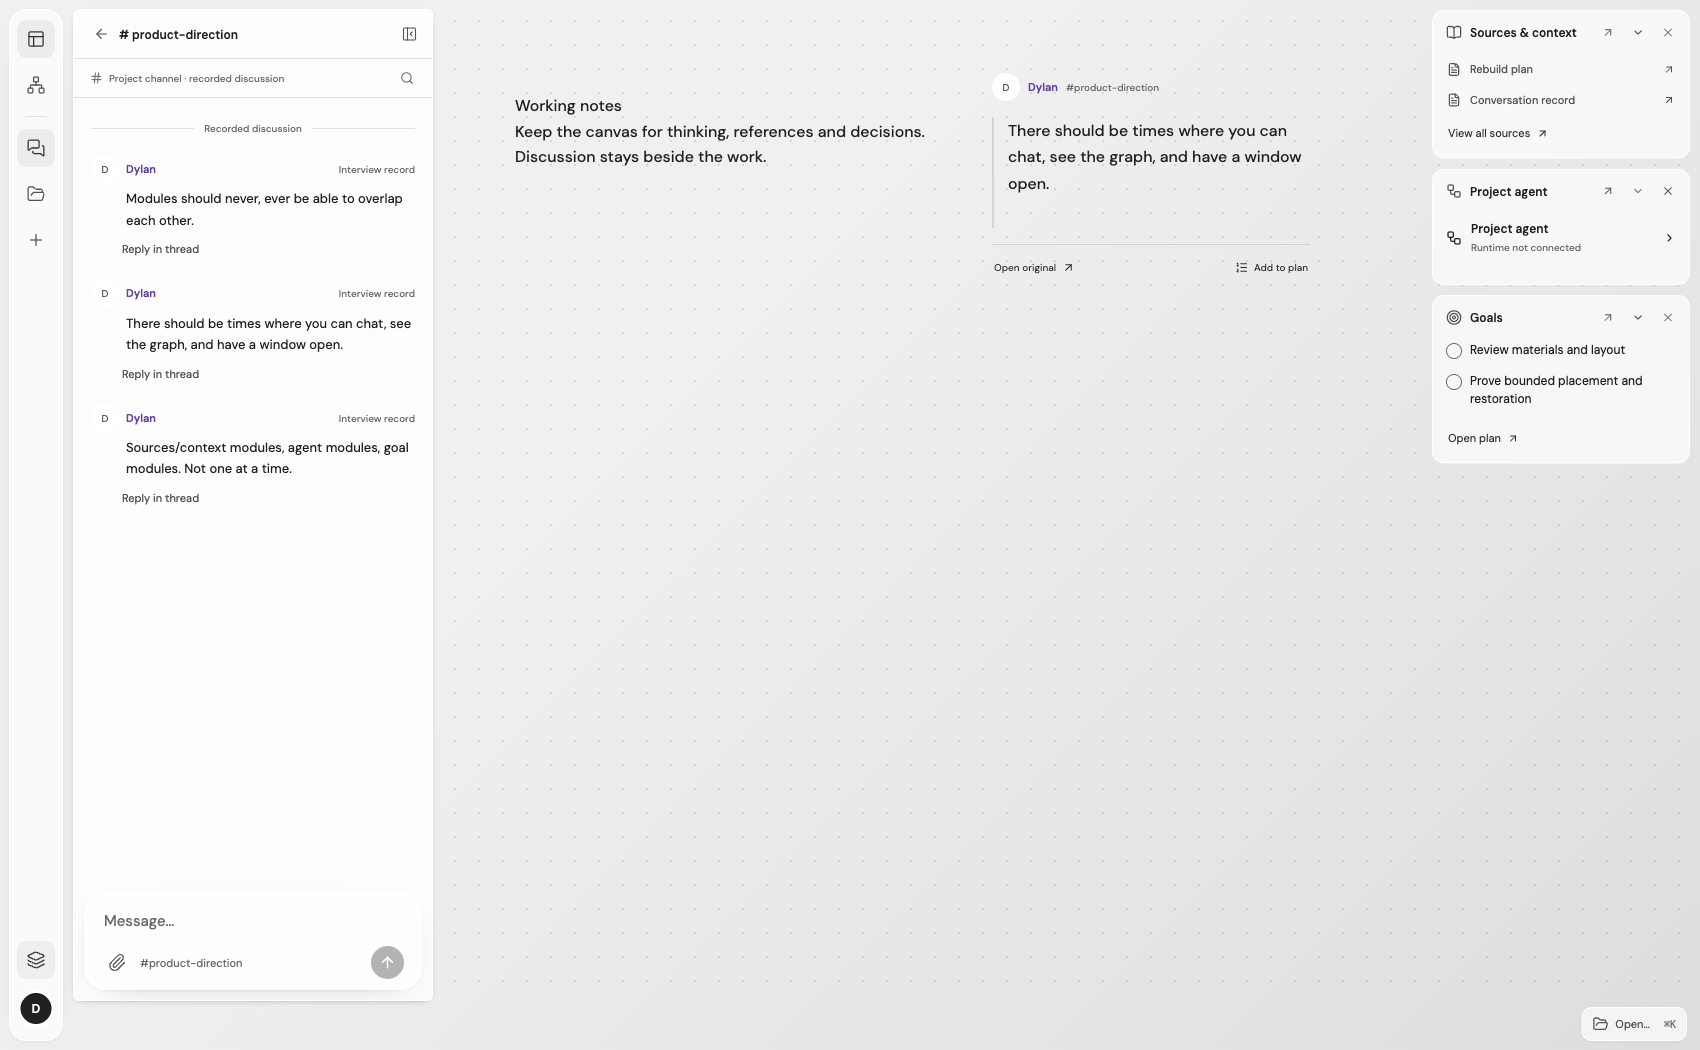 # product-direction
Project channel · recorded discussion
Recorded discussion
D Dylan Interview record
Modules should never, ever be able to overlap
each other.
Reply in thread
D Dylan Interview record
There should be times where you can chat, see
the graph, and have a window open.
Reply in thread
D Dylan Interview record
Sources/context modules, agent modules, goal
modules. Not one at a time.
Reply in thread
Message...
#product-direction
D
Working notes
Keep the canvas for thinking, references and decisions.
Discussion stays beside the work.
D Dylan #product-direction
There should be times where you can
chat, see the graph, and have a window
open.
Open original Add to plan
Sources & context
Rebuild plan
Conversation record
View all sources
Project agent
Project agent
Runtime not connected
Goals
Review materials and layout
Prove bounded placement and
restoration
Open plan
Open... ⌘K